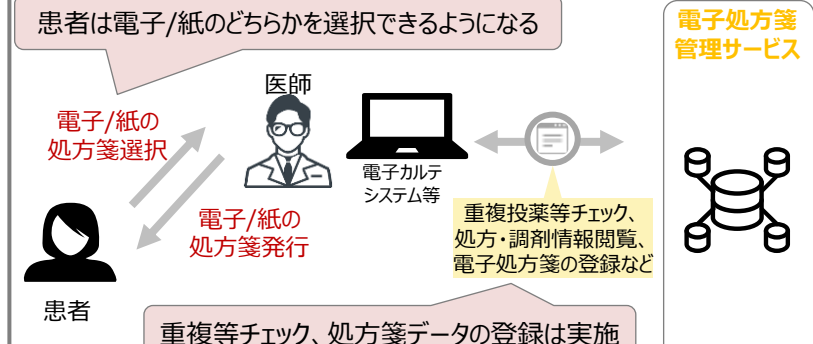 患者は電子/紙のどちらかを選択できるようになる
電子処方箋
管理サービス
医師
電子/紙の
処方箋選択
電子カルテ
システム等
電子/紙の
処方箋発行
重複投薬等チェック、
処方・調剤情報閲覧、
電子処方箋の登録など
患者
重複等チェック、処方箋データの登録は実施